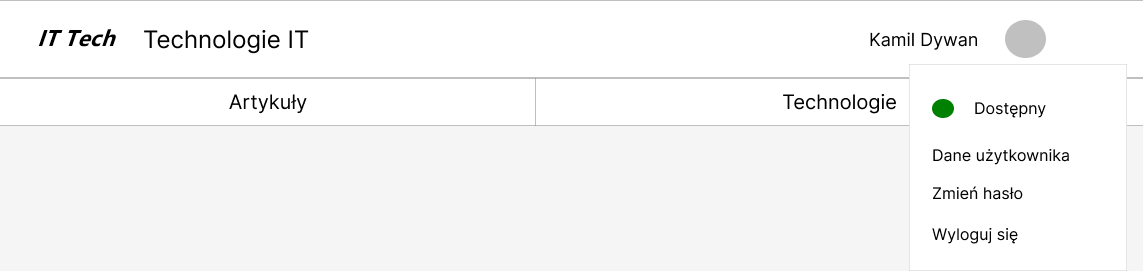 IT Tech
Technologie IT
Kamil Dywan
Artykuły
Technologie
Dostępny
Dane użytkownika
Zmień hasło
Wyloguj się